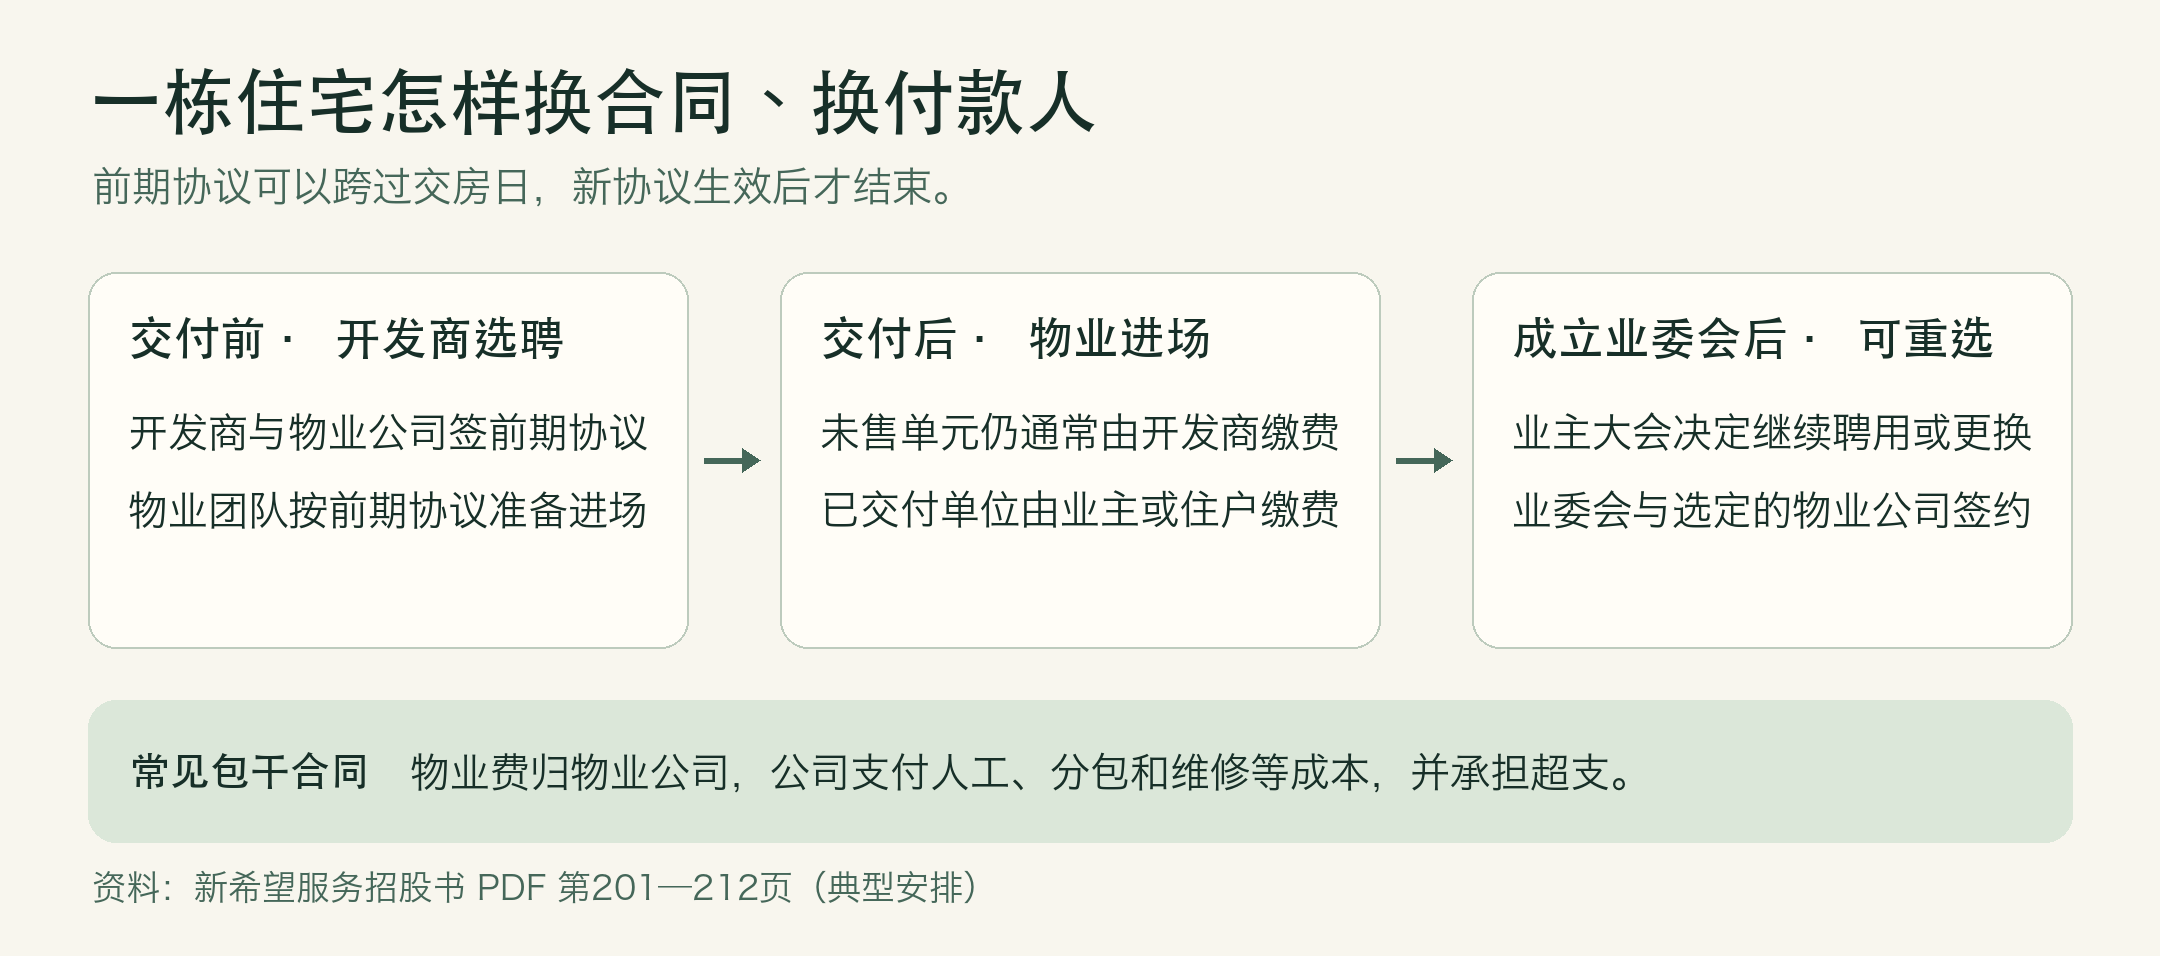 一栋住宅怎样换合同、换付款人
前期协议可以跨过交房日，新协议生效后才结束。
交付前 · 开发商选聘
开发商与物业公司签前期协议
物业团队按前期协议准备进场
交付后 · 物业进场
未售单元仍通常由开发商缴费
已交付单位由业主或住户缴费
成立业委会后 · 可重选
业主大会决定继续聘用或更换
业委会与选定的物业公司签约
常见包干合同 物业费归物业公司，公司支付人工、分包和维修等成本，并承担超支。
资料：新希望服务招股书 PDF 第201—212页（典型安排）